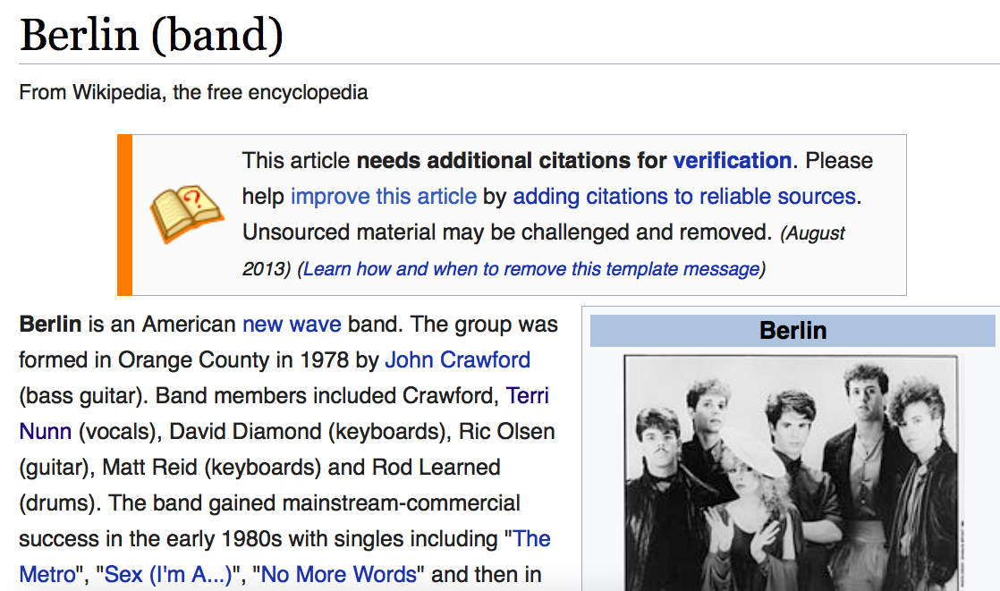 Berlin (band)
From Wikipedia, the free encyclopedia
This article needs additional citations for verification. Please
help improve this article by adding citations to reliable sources.
Unsourced material may be challenged and removed. (August
2013) (Learn how and when to remove this template message)
Berlin is an American new wave band. The group was
formed in Orange County in 1978 by John Crawford
(bass guitar). Band members included Crawford, Terri
Nunn (vocals), David Diamond (keyboards), Ric Olsen
(guitar), Matt Reid (keyboards) and Rod Learned
(drums). The band gained mainstream-commercial
success in the early 1980s with singles including "The
Metro", "Sex (I'm A...)", "No More Words" and then in
Berlin